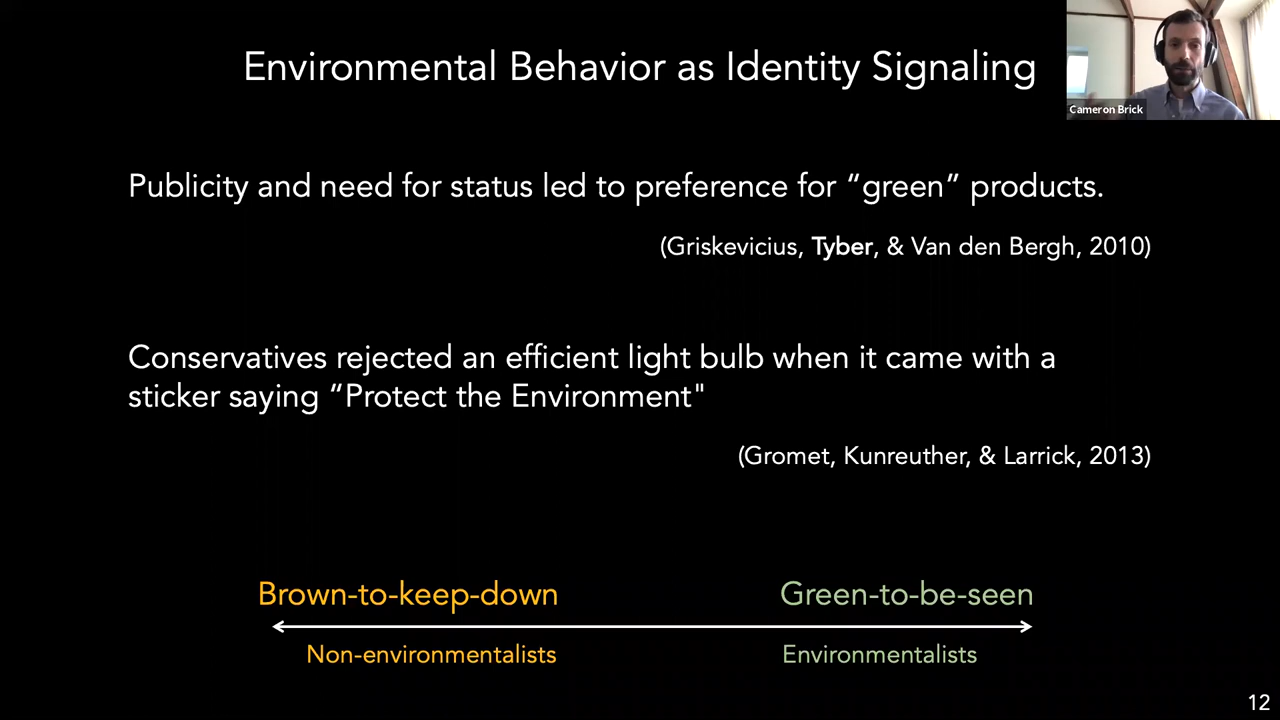 Environmental Behavior as Identity Signaling
Cameron Brick
Publicity and need for status led to preference for “green” products.
(Griskevicius, Tyber, & Van den Bergh, 2010)
Conservatives rejected an efficient light bulb when it came with a
sticker saying “Protect the Environment"
(Gromet, Kunreuther, & Larrick, 2013)
Brown-to-keep-down
Green-to-be-seen
Non-environmentalists
Environmentalists
12